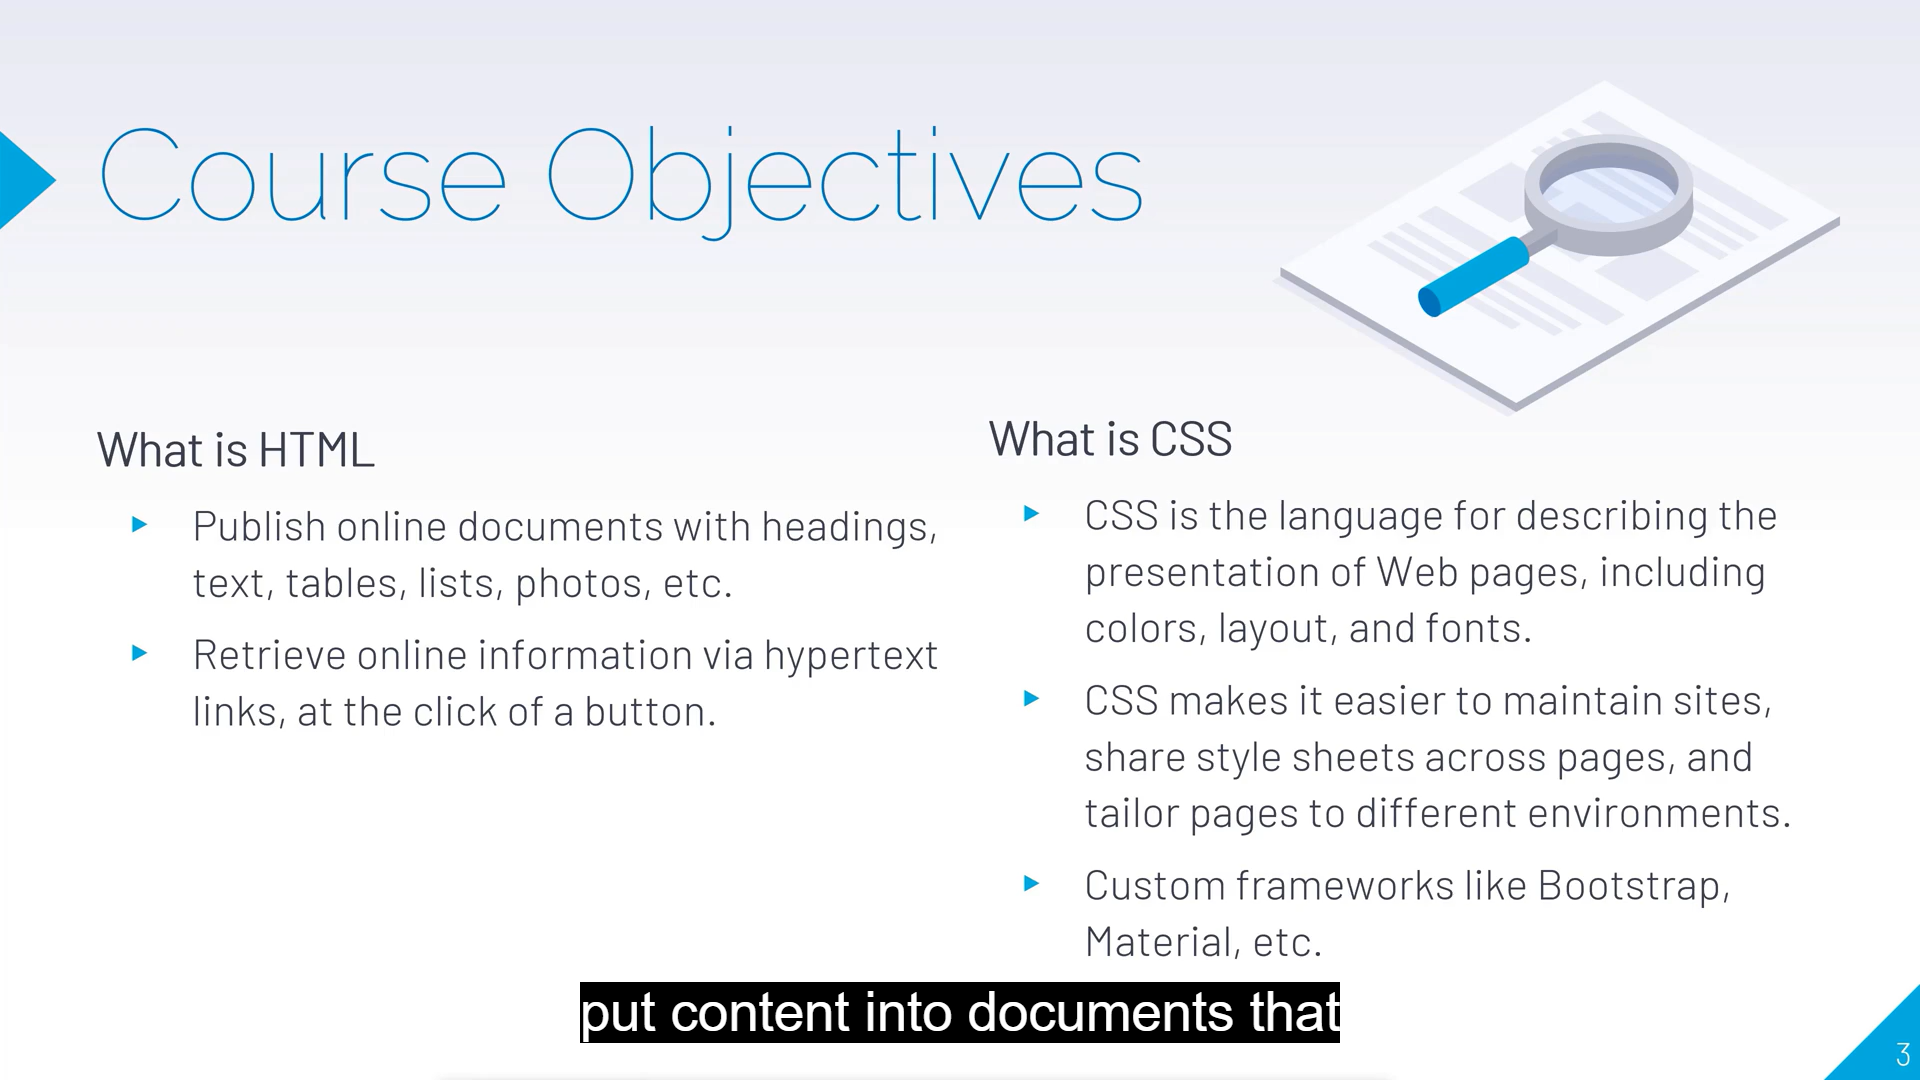 Course Objectives
What is HTML
Publish online documents with headings,
text, tables, lists, photos, etc.
Retrieve online information via hypertext
links, at the click of a button.
What is CSS
CSS is the language for describing the
presentation of Web pages, including
colors, layout, and fonts.
CSS makes it easier to maintain sites,
share style sheets across pages, and
tailor pages to different environments.
Custom frameworks like Bootstrap,
Material, etc.
put content into documents that
3